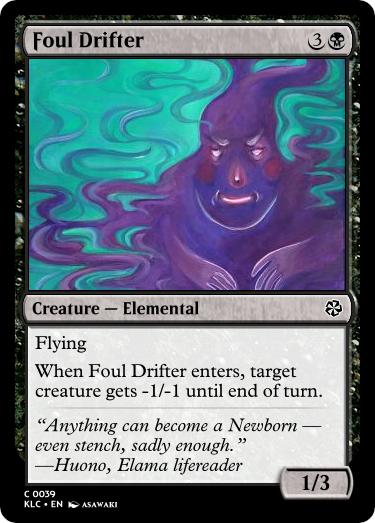 Foul Drifter 3
Creature — Elemental
Flying
When Foul Drifter enters, target
creature gets -1/-1 until end of turn.
“Anything can become a Newborn —
even stench, sadly enough.”
—Huono, Elama lifereader
1/3
C 0039
KLC • EN ASAWAKI